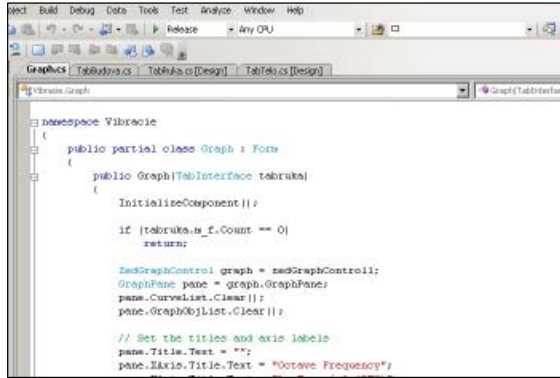 oject Build Debug Data Tools Test Analyze Window Help
Release Any CPU
Graph.cs TabBudova.cs TabRuka.cs [Design] TabTelo.cs [Design]
Vibracie.Graph Graph(TabInterfac
namespace Vibracie
{
public partial class Graph : Form
{
public Graph(TabInterface tabruka)
{
InitializeComponent();
if (tabruka.m_f.Count == 0)
return;
ZedGraphControl graph = zedGraphControl1;
GraphPane pane = graph.GraphPane;
pane.CurveList.Clear();
pane.GraphObjList.Clear();
// Set the titles and axis labels
pane.Title.Text = "";
pane.XAxis.Title.Text = "Octave Frequency";